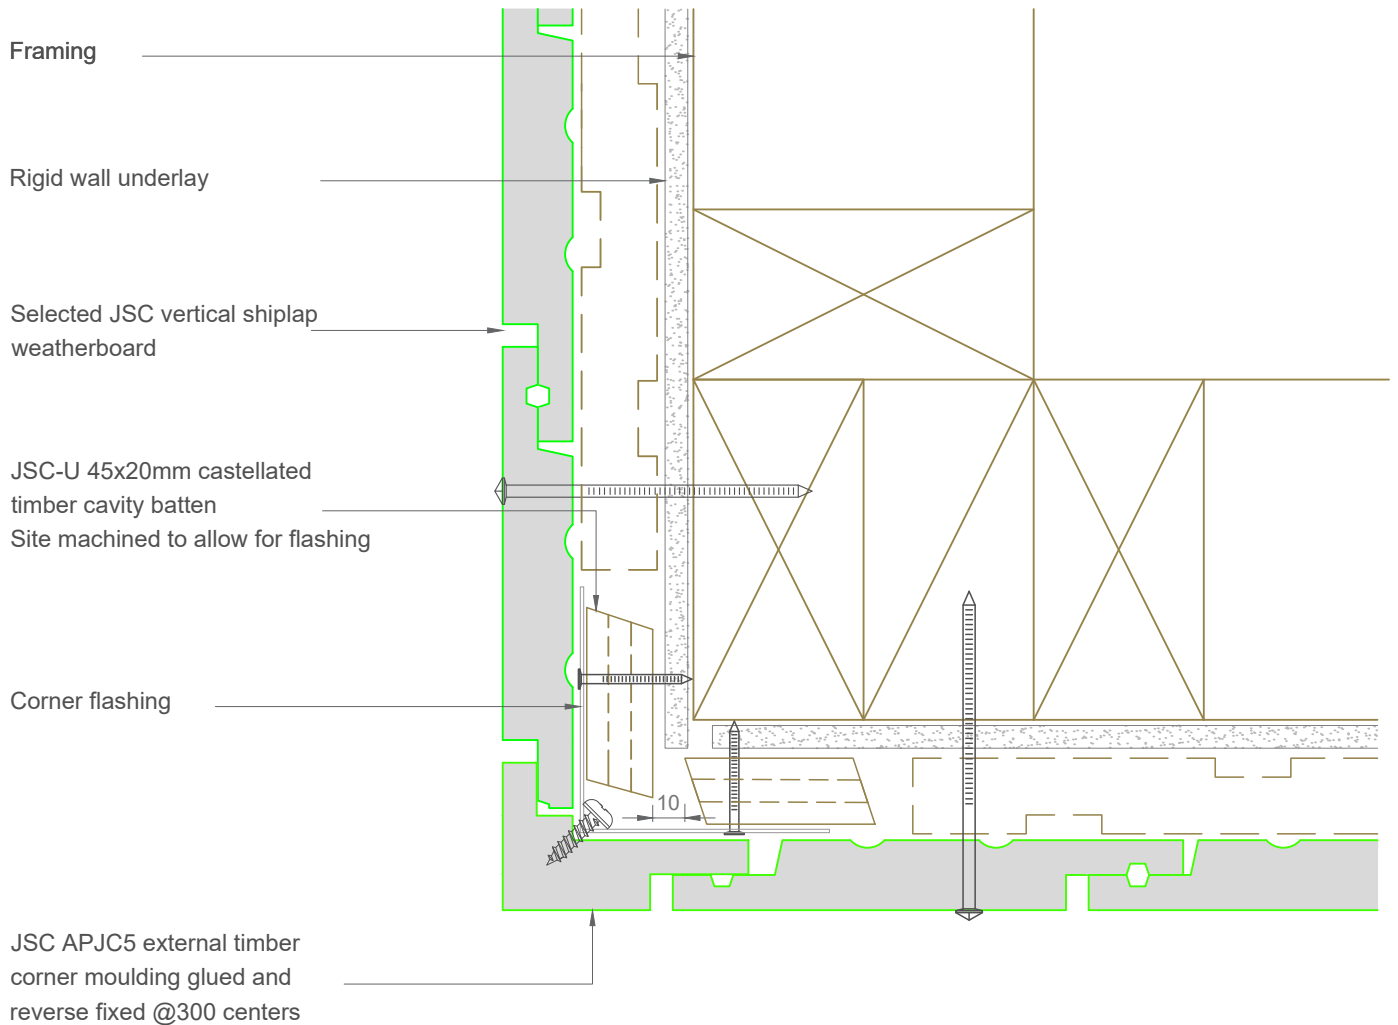 Framing
Rigid wall underlay
Selected JSC vertical shiplap
weatherboard
JSC-U 45x20mm castellated
timber cavity batten
Site machined to allow for flashing
Corner flashing
10
JSC APJC5 external timber
corner moulding glued and
reverse fixed @300 centers